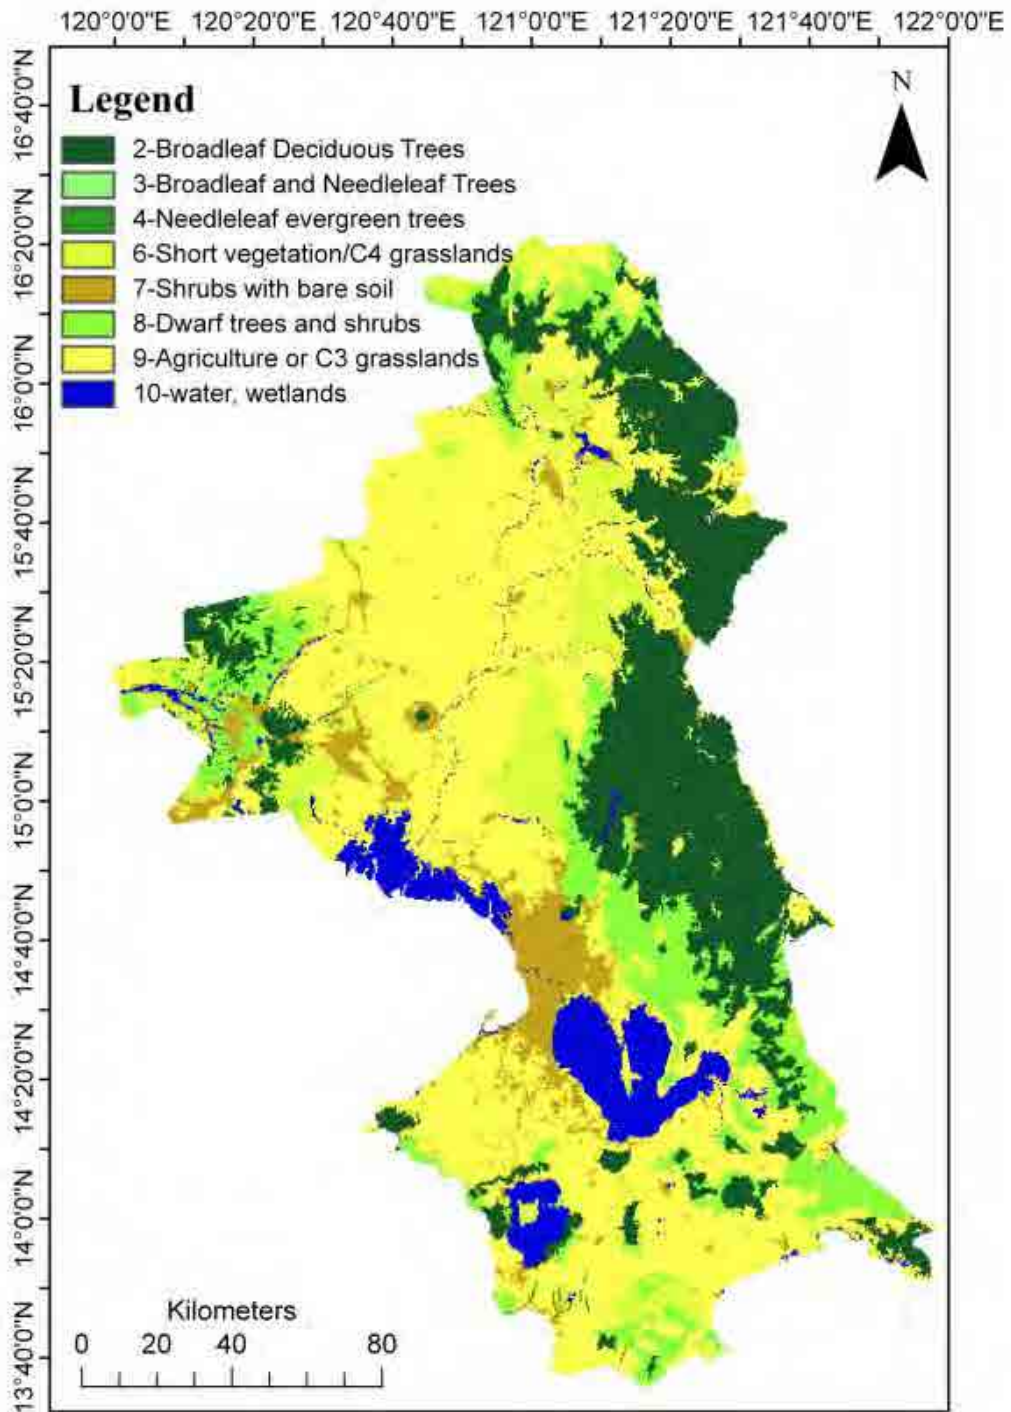 120°0'0"E 120°20'0"E 120°40'0"E 121°0'0"E 121°20'0"E 121°40'0"E 122°0'0"E
16°40'0"N
16°20'0"N
16°0'0"N
15°40'0"N
15°20'0"N
15°0'0"N
14°40'0"N
14°20'0"N
14°0'0"N
13°40'0"N
Legend
2-Broadleaf Deciduous Trees
3-Broadleaf and Needleleaf Trees
4-Needleleaf evergreen trees
6-Short vegetation/C4 grasslands
7-Shrubs with bare soil
8-Dwarf trees and shrubs
9-Agriculture or C3 grasslands
10-water, wetlands
N
Kilometers
0 20 40 80